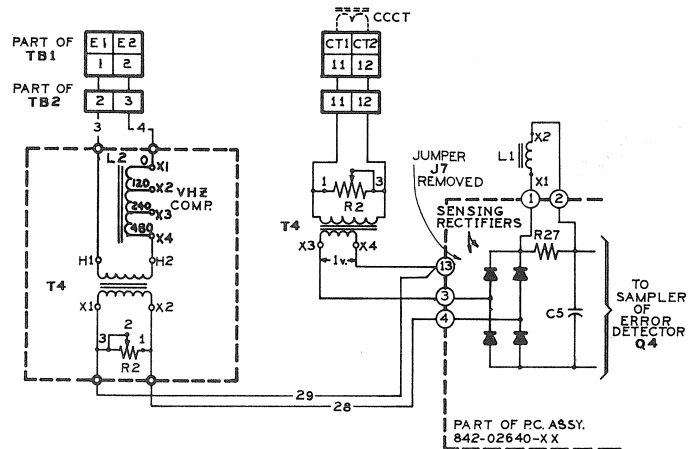 CCCT
PART OF
TB1
E1 E2
1 2
CT1 CT2
11 12
PART OF
TB2
2 3
11 12
3
4
L2
0
X1
120
X2
240
X3
480
X4
VHZ
COMP.
H1
H2
T4
X1
X2
3
2
1
R2
1
3
R2
T4
X3
X4
1v.
JUMPER
J7
REMOVED
SENSING
RECTIFIERS
L1
X2
X1
1
2
R27
13
3
4
C5
TO
SAMPLER
OF
ERROR
DETECTOR
Q4
29
28
PART OF P.C. ASSY.
842-02640-XX